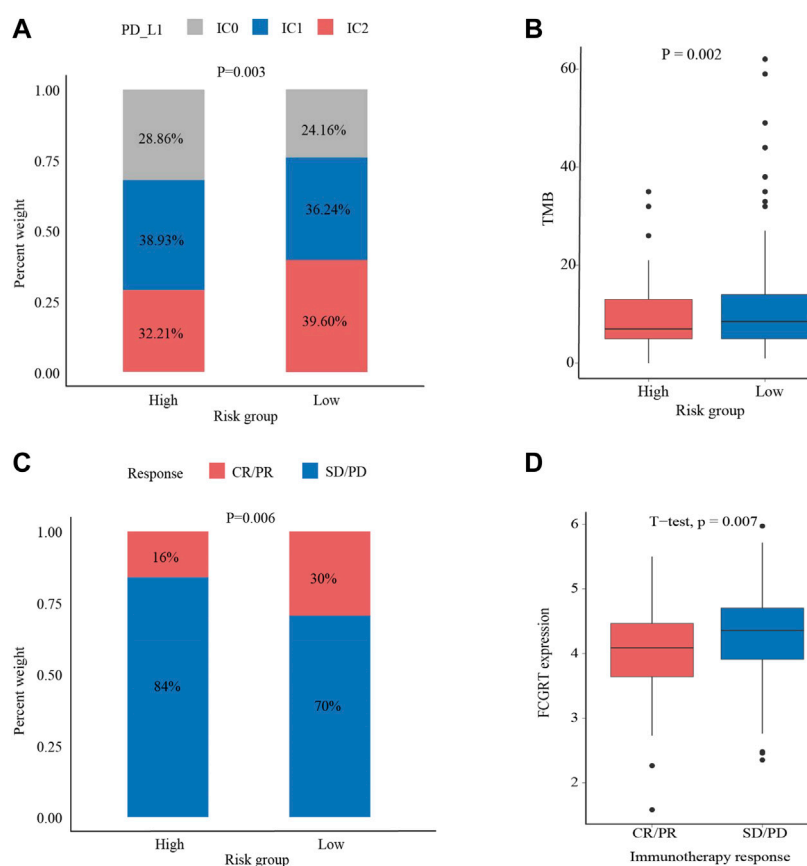 A
PD_L1 IC0 IC1 IC2
P=0.003
1.00
0.75
0.50
0.25
0.00
Percent weight
28.86%
38.93%
32.21%
24.16%
36.24%
39.60%
High Low
Risk group
B
P = 0.002
60
40
20
0
TMB
High Low
Risk group
C
Response CR/PR SD/PD
P=0.006
1.00
0.75
0.50
0.25
0.00
Percent weight
16%
84%
30%
70%
High Low
Risk group
D
T-test, p = 0.007
6
5
4
3
2
FCGRT expression
CR/PR SD/PD
Immunotherapy response